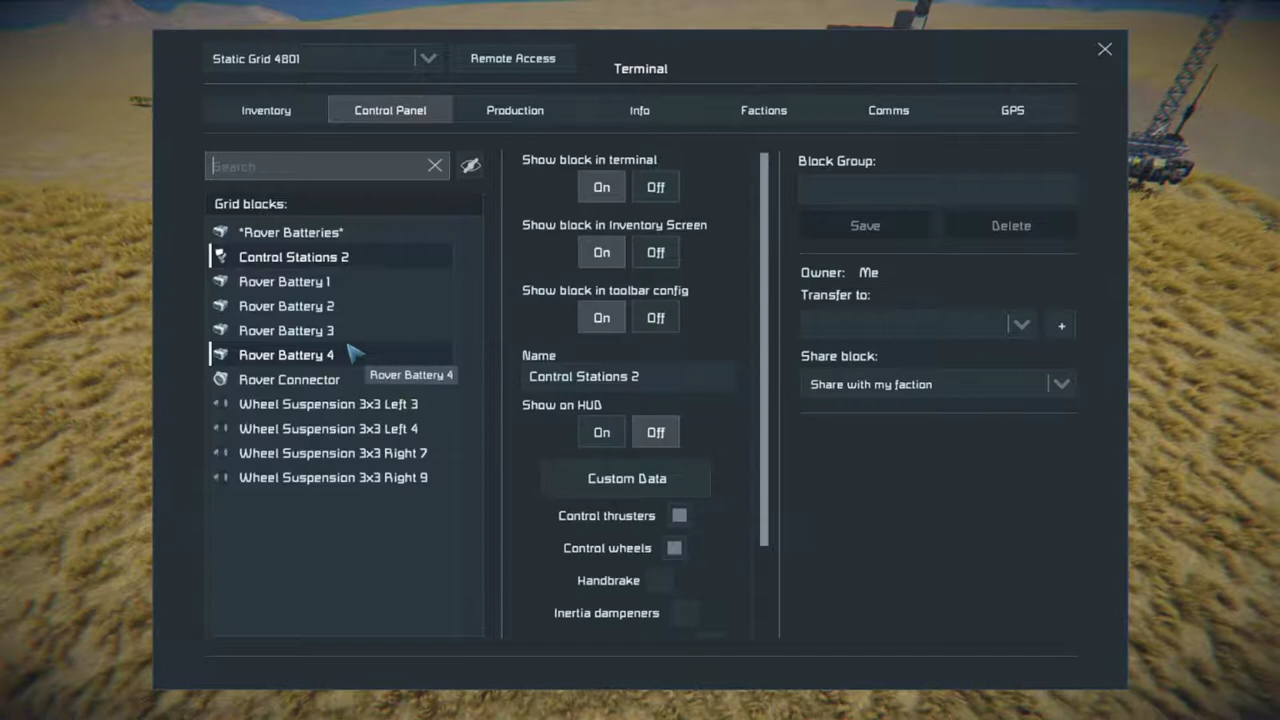 Static Grid 4801
Remote Access
Terminal
Inventory
Control Panel
Production
Info
Factions
Comms
GPS
Search
Grid blocks:
*Rover Batteries*
Control Stations 2
Rover Battery 1
Rover Battery 2
Rover Battery 3
Rover Battery 4
Rover Battery 4
Rover Connector
Wheel Suspension 3x3 Left 3
Wheel Suspension 3x3 Left 4
Wheel Suspension 3x3 Right 7
Wheel Suspension 3x3 Right 9
Show block in terminal
On Off
Show block in Inventory Screen
On Off
Show block in toolbar config
On Off
Name
Control Stations 2
Show on HUD
On Off
Custom Data
Control thrusters
Control wheels
Handbrake
Inertia dampeners
Block Group:
Save Delete
Owner: Me
Transfer to:
+
Share block:
Share with my faction